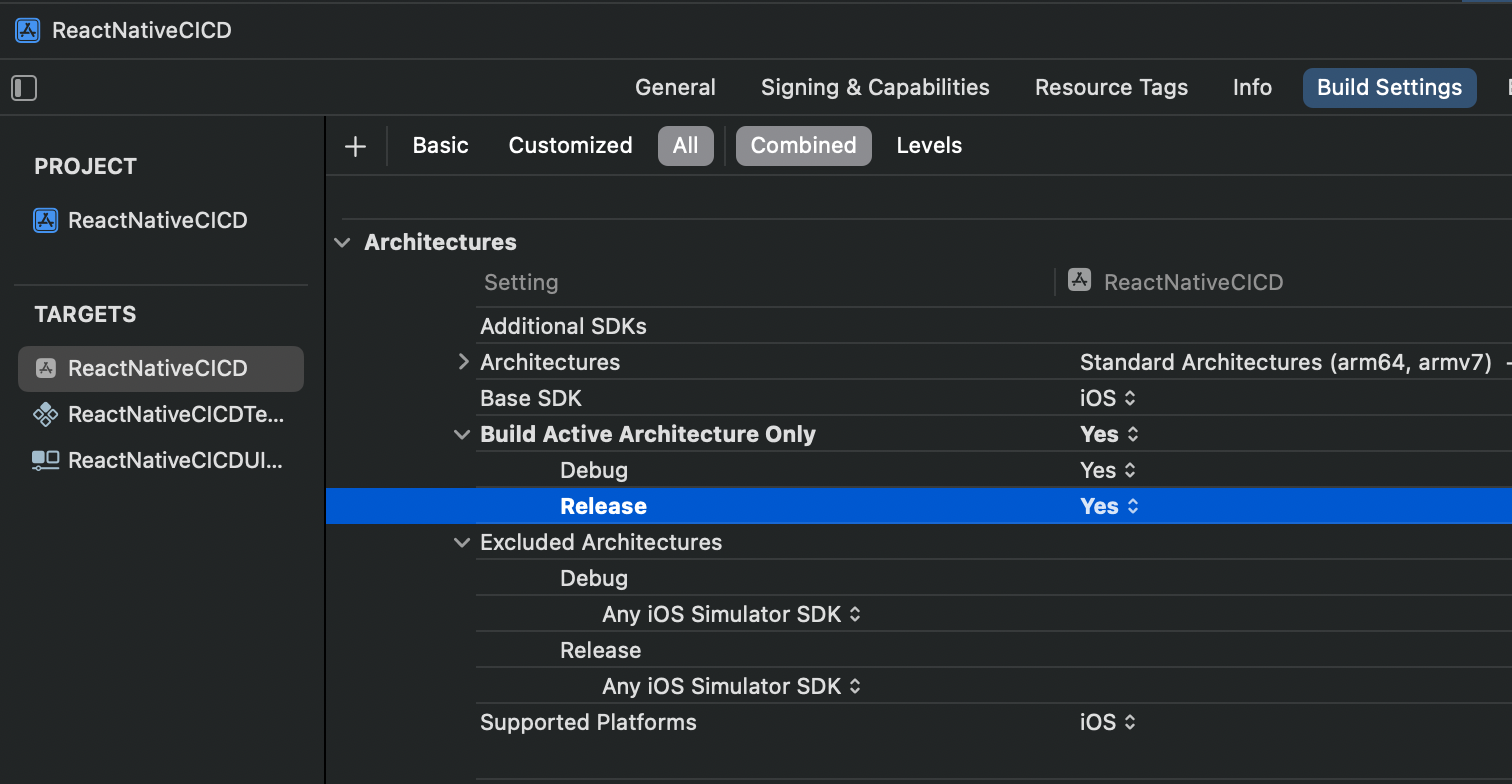 ReactNativeCICD
General Signing & Capabilities Resource Tags Info Build Settings
Basic Customized All Combined Levels
PROJECT
ReactNativeCICD
TARGETS
ReactNativeCICD
ReactNativeCICDTe...
ReactNativeCICDUI...
Architectures
Setting ReactNativeCICD
Additional SDKs
Architectures Standard Architectures (arm64, armv7) -
Base SDK iOS
Build Active Architecture Only Yes
Debug Yes
Release Yes
Excluded Architectures
Debug
Any iOS Simulator SDK
Release
Any iOS Simulator SDK
Supported Platforms iOS